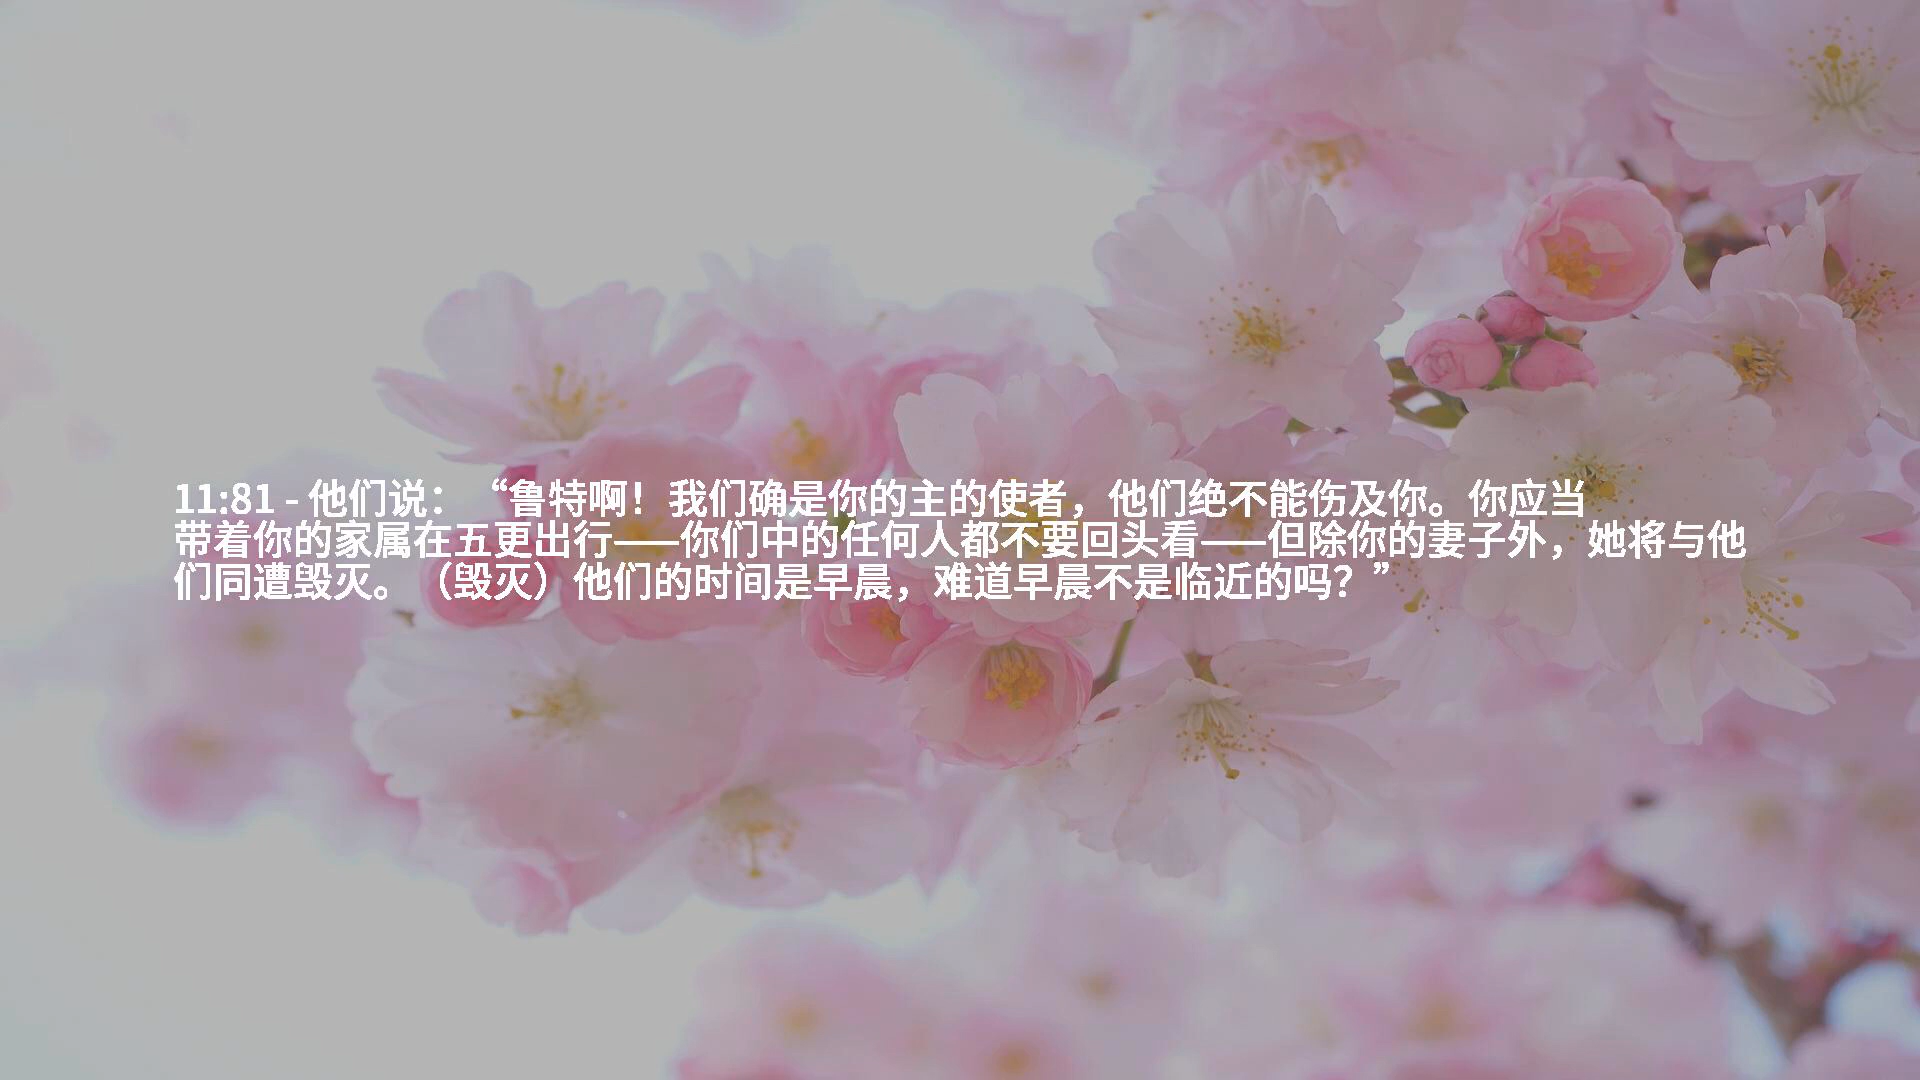 11:81 - 他们说：“鲁特啊！我们确是你的主的使者，他们绝不能伤及你。你应当
带着你的家属在五更出行——你们中的任何人都不要回头看——但除你的妻子外，她将与他
们同遭毁灭。（毁灭）他们的时间是早晨，难道早晨不是临近的吗？”